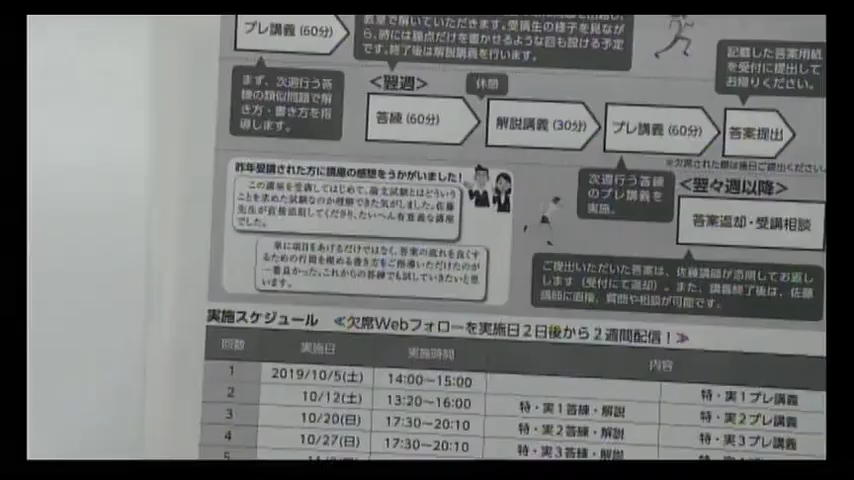 プレ講義(60分)
教室で解いていただきます。受講生の様子を見なが
ら、時には論点だけを書かせるような回も設ける予定
です。終了後は解説講義を行います。
記載した答案用紙
を受付に提出して
お帰りください。
まず、次週行う答
練の類似問題で解
き方・書き方を指
導します。
<翌週>
休憩
答練(60分)
解説講義(30分)
プレ講義(60分)
答案提出
※欠席された際は後日ご提出ください。
次週行う答練
のプレ講義を
実施。
<翌々週以降>
答案返却・受講相談
昨年受講された方に講座の感想をうかがいました!
この講座を受講してはじめて、論文試験とはどういう
ことを求めた試験なのか理解できた気がしました。佐藤
先生が直接添削してくださり、たいへん有意義な講座
でした。
単に項目をあげるだけではなく、答案の流れを良くす
るための行間を埋める書き方をご指導いただけたのが
一番良かった。これからの答練でも試していきたいと思
います。
ご提出いただいた答案は、佐藤講師が添削してお返
しします(受付にて返却)。また、講義終了後は、佐藤
講師に直接、質問や相談が可能です。
実施スケジュール ≪欠席Webフォローを実施日2日後から2週間配信!≫
回数 実施日 実施時間 内容
1 2019/10/5(土) 14:00~15:00 特・実1プレ講義
2 10/12(土) 13:20~16:00 特・実1答練・解説 特・実2プレ講義
3 10/20(日) 17:30~20:10 特・実2答練・解説 特・実3プレ講義
4 10/27(日) 17:30~20:10 特・実3答練・解説
5